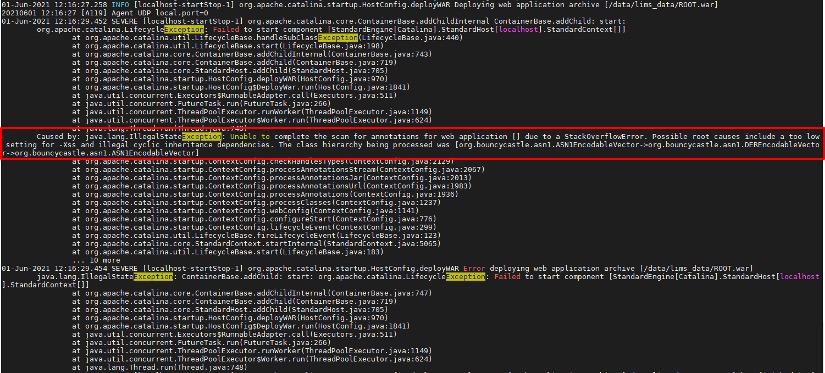 01-Jun-2021 12:16:27.258 INFO [localhost-startStop-1] org.apache.catalina.startup.HostConfig.deployWAR Deploying web application archive [/data/lims_data/ROOT.war]
20210601 12:16:27 [A119] Agent UDP local.port=0
01-Jun-2021 12:16:29.452 SEVERE [localhost-startStop-1] org.apache.catalina.core.ContainerBase.addChildInternal ContainerBase.addChild: start:
org.apache.catalina.LifecycleException: Failed to start component [StandardEngine[Catalina].StandardHost[localhost].StandardContext[]]
at org.apache.catalina.util.LifecycleBase.handleSubClassException(LifecycleBase.java:440)
at org.apache.catalina.util.LifecycleBase.start(LifecycleBase.java:198)
at org.apache.catalina.core.ContainerBase.addChildInternal(ContainerBase.java:743)
at org.apache.catalina.core.ContainerBase.addChild(ContainerBase.java:719)
at org.apache.catalina.core.StandardHost.addChild(StandardHost.java:705)
at org.apache.catalina.startup.HostConfig.deployWAR(HostConfig.java:970)
at org.apache.catalina.startup.HostConfig$DeployWar.run(HostConfig.java:1841)
at java.util.concurrent.Executors$RunnableAdapter.call(Executors.java:511)
at java.util.concurrent.FutureTask.run(FutureTask.java:266)
at java.util.concurrent.ThreadPoolExecutor.runWorker(ThreadPoolExecutor.java:1149)
at java.util.concurrent.ThreadPoolExecutor$Worker.run(ThreadPoolExecutor.java:624)
at java.lang.Thread.run(Thread.java:748)
Caused by: java.lang.IllegalStateException: Unable to complete the scan for annotations for web application [] due to a StackOverflowError. Possible root causes include a too low
setting for -Xss and illegal cyclic inheritance dependencies. The class hierarchy being processed was [org.bouncycastle.asn1.ASN1EncodableVector->org.bouncycastle.asn1.DEREncodableVecto
r->org.bouncycastle.asn1.ASN1EncodableVector]
at org.apache.catalina.startup.ContextConfig.checkHandlesTypes(ContextConfig.java:2129)
at org.apache.catalina.startup.ContextConfig.processAnnotationsStream(ContextConfig.java:2067)
at org.apache.catalina.startup.ContextConfig.processAnnotationsJar(ContextConfig.java:2013)
at org.apache.catalina.startup.ContextConfig.processAnnotationsUrl(ContextConfig.java:1983)
at org.apache.catalina.startup.ContextConfig.processAnnotations(ContextConfig.java:1936)
at org.apache.catalina.startup.ContextConfig.processClasses(ContextConfig.java:1237)
at org.apache.catalina.startup.ContextConfig.webConfig(ContextConfig.java:1141)
at org.apache.catalina.startup.ContextConfig.configureStart(ContextConfig.java:776)
at org.apache.catalina.startup.ContextConfig.lifecycleEvent(ContextConfig.java:299)
at org.apache.catalina.util.LifecycleBase.fireLifecycleEvent(LifecycleBase.java:123)
at org.apache.catalina.core.StandardContext.startInternal(StandardContext.java:5065)
at org.apache.catalina.util.LifecycleBase.start(LifecycleBase.java:183)
... 10 more
01-Jun-2021 12:16:29.454 SEVERE [localhost-startStop-1] org.apache.catalina.startup.HostConfig.deployWAR Error deploying web application archive [/data/lims_data/ROOT.war]
java.lang.IllegalStateException: ContainerBase.addChild: start: org.apache.catalina.LifecycleException: Failed to start component [StandardEngine[Catalina].StandardHost[localhost
].StandardContext[]]
at org.apache.catalina.core.ContainerBase.addChildInternal(ContainerBase.java:747)
at org.apache.catalina.core.ContainerBase.addChild(ContainerBase.java:719)
at org.apache.catalina.core.StandardHost.addChild(StandardHost.java:705)
at org.apache.catalina.startup.HostConfig.deployWAR(HostConfig.java:970)
at org.apache.catalina.startup.HostConfig$DeployWar.run(HostConfig.java:1841)
at java.util.concurrent.Executors$RunnableAdapter.call(Executors.java:511)
at java.util.concurrent.FutureTask.run(FutureTask.java:266)
at java.util.concurrent.ThreadPoolExecutor.runWorker(ThreadPoolExecutor.java:1149)
at java.util.concurrent.ThreadPoolExecutor$Worker.run(ThreadPoolExecutor.java:624)
at java.lang.Thread.run(Thread.java:748)